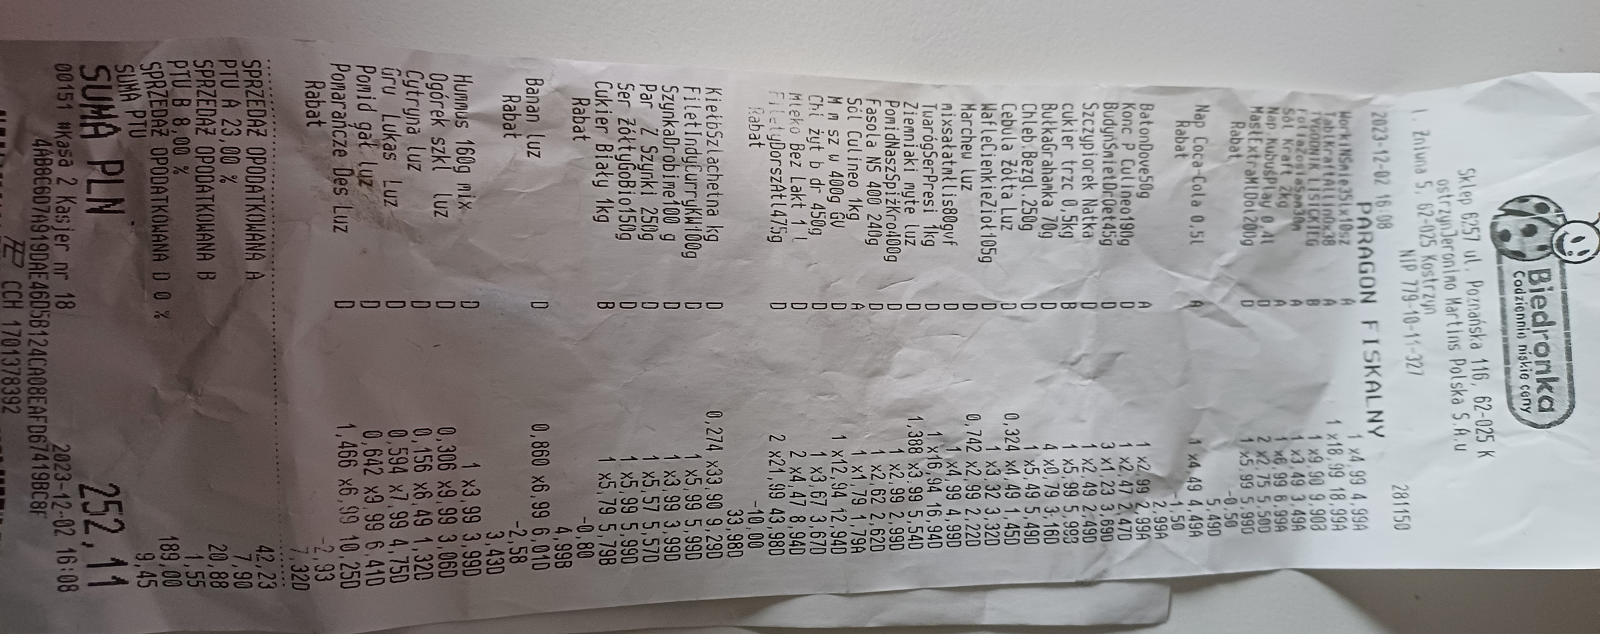 Biedronka
Codziennie niskie ceny
Sklep 6257 ul. Poznańska 116, 62-025 K
ostrzynJeronimo Martins Polska S.A.u
l. Żniwna 5, 62-025 Kostrzyn
NIP 779-10-11-327
2023-12-02 16:08 281150
PARAGON FISKALNY
A 1 x4,99 4,99A
A 1 x18,99 18,99A
TYGODNIK B 1 x9,90 9,90B
A 1 x3,49 3,49A
Sól Kraft 2kg A 1 x6,99 6,99A
Nap KubusPlay 0,4l D 2 x2,75 5,50D
MasłExtraMlDol200g D 1 x5,99 5,99D
Rabat -0,50
5,49D
Nap Coca-Cola 0,5l A 1 x4,49 4,49A
Rabat -1,50
2,99A
BatonDove50g A 1 x2,99 2,99A
Konc P Culineo190g D 1 x2,47 2,47D
BudyńSmieDrOet45g D 3 x1,23 3,69D
Szczypiorek Natka D 1 x2,49 2,49D
cukier trzc 0.5kg B 1 x5,99 5,99B
BułkaGrahamka 70g D 4 x0,79 3,16D
Chleb Bezgl.250g D 1 x5,49 5,49D
Cebula Żółta Luz D 0,324 x4,49 1,45D
105g D 1 x3,32 3,32D
Marchew luz D 0,742 x2,99 2,22D
D 1 x4,99 4,99D
TwarógSerPresi 1kg D 1 x16,94 16,94D
Ziemniaki myte luz D 1,388 x3,99 5,54D
PomidNaszSpiżKro400g D 1 x2,99 2,99D
Fasola NS 400 240g D 1 x2,62 2,62D
Sól Culineo 1kg A 1 x1,79 1,79A
M m sz w 400g GV D 1 x12,94 12,94D
Chl żyt b dr 450g D 1 x3,67 3,67D
Mleko Bez Lakt 1 l D 2 x4,47 8,94D
FiletyDorszAtl475g D 2 x21,99 43,98D
Rabat -10,00
33,98D
KiełbSzlachetna kg D 0,274 x33,90 9,29D
FiletIndyCurryKM100g D 1 x5,99 5,99D
SzynkaDrobime100 g D 1 x3,99 3,99D
Par Z Szynki 250g D 1 x5,57 5,57D
Ser żółtyGoBio150g D 1 x5,99 5,99D
Cukier Biały 1kg B 1 x5,79 5,79B
Rabat -0,80
4,99B
Banan luz D 0,860 x6,99 6,01D
Rabat -2,58
3,43D
Hummus 160g mix D 1 x3,99 3,99D
Ogórek szkl luz D 0,306 x9,99 3,06D
Cytryna luz D 0,156 x8,49 1,32D
Gru Lukas Luz D 0,594 x7,99 4,75D
Pomid gał Luz D 0,642 x9,99 6,41D
Pomarańcze Des Luz D 1,466 x6,99 10,25D
Rabat -2,93
7,32D
SPRZEDAŻ OPODATKOWANA A 42,23
PTU A 23,00 % 7,90
SPRZEDAŻ OPODATKOWANA B 20,88
PTU B 8,00 % 1,55
SPRZEDAŻ OPODATKOWANA D 0 % 189,00
SUMA PTU 9,45
SUMA PLN 252,11
00151 #Kasa 2 Kasjer nr 18 2023-12-02 16:08
4AB8C6D7A919DAE46D5B124CA08EAFD67419BC8F
CCH 1701378392